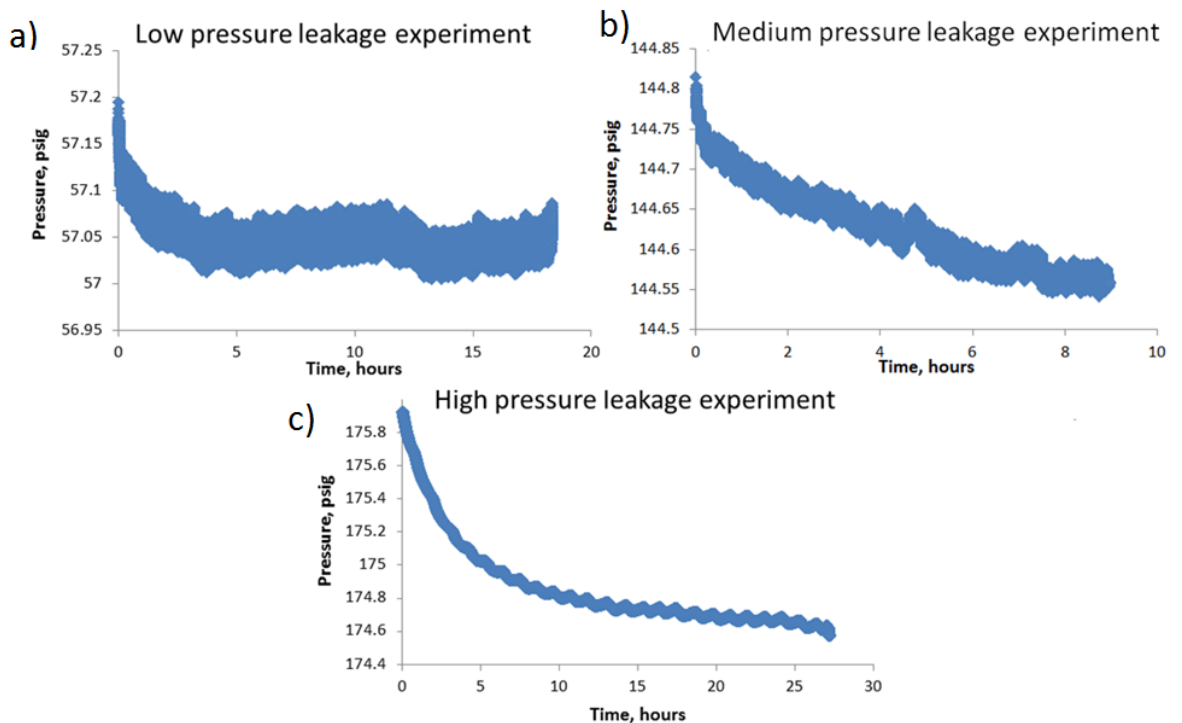 a)
Low pressure leakage experiment
57.25
57.2
57.15
57.1
57.05
57
56.95
Pressure, psig
0 5 10 15 20
Time, hours
b)
Medium pressure leakage experiment
144.85
144.8
144.75
144.7
144.65
144.6
144.55
144.5
Pressure, psig
0 2 4 6 8 10
Time, hours
c)
High pressure leakage experiment
175.8
175.6
175.4
175.2
175
174.8
174.6
174.4
Pressure, psig
0 5 10 15 20 25 30
Time, hours